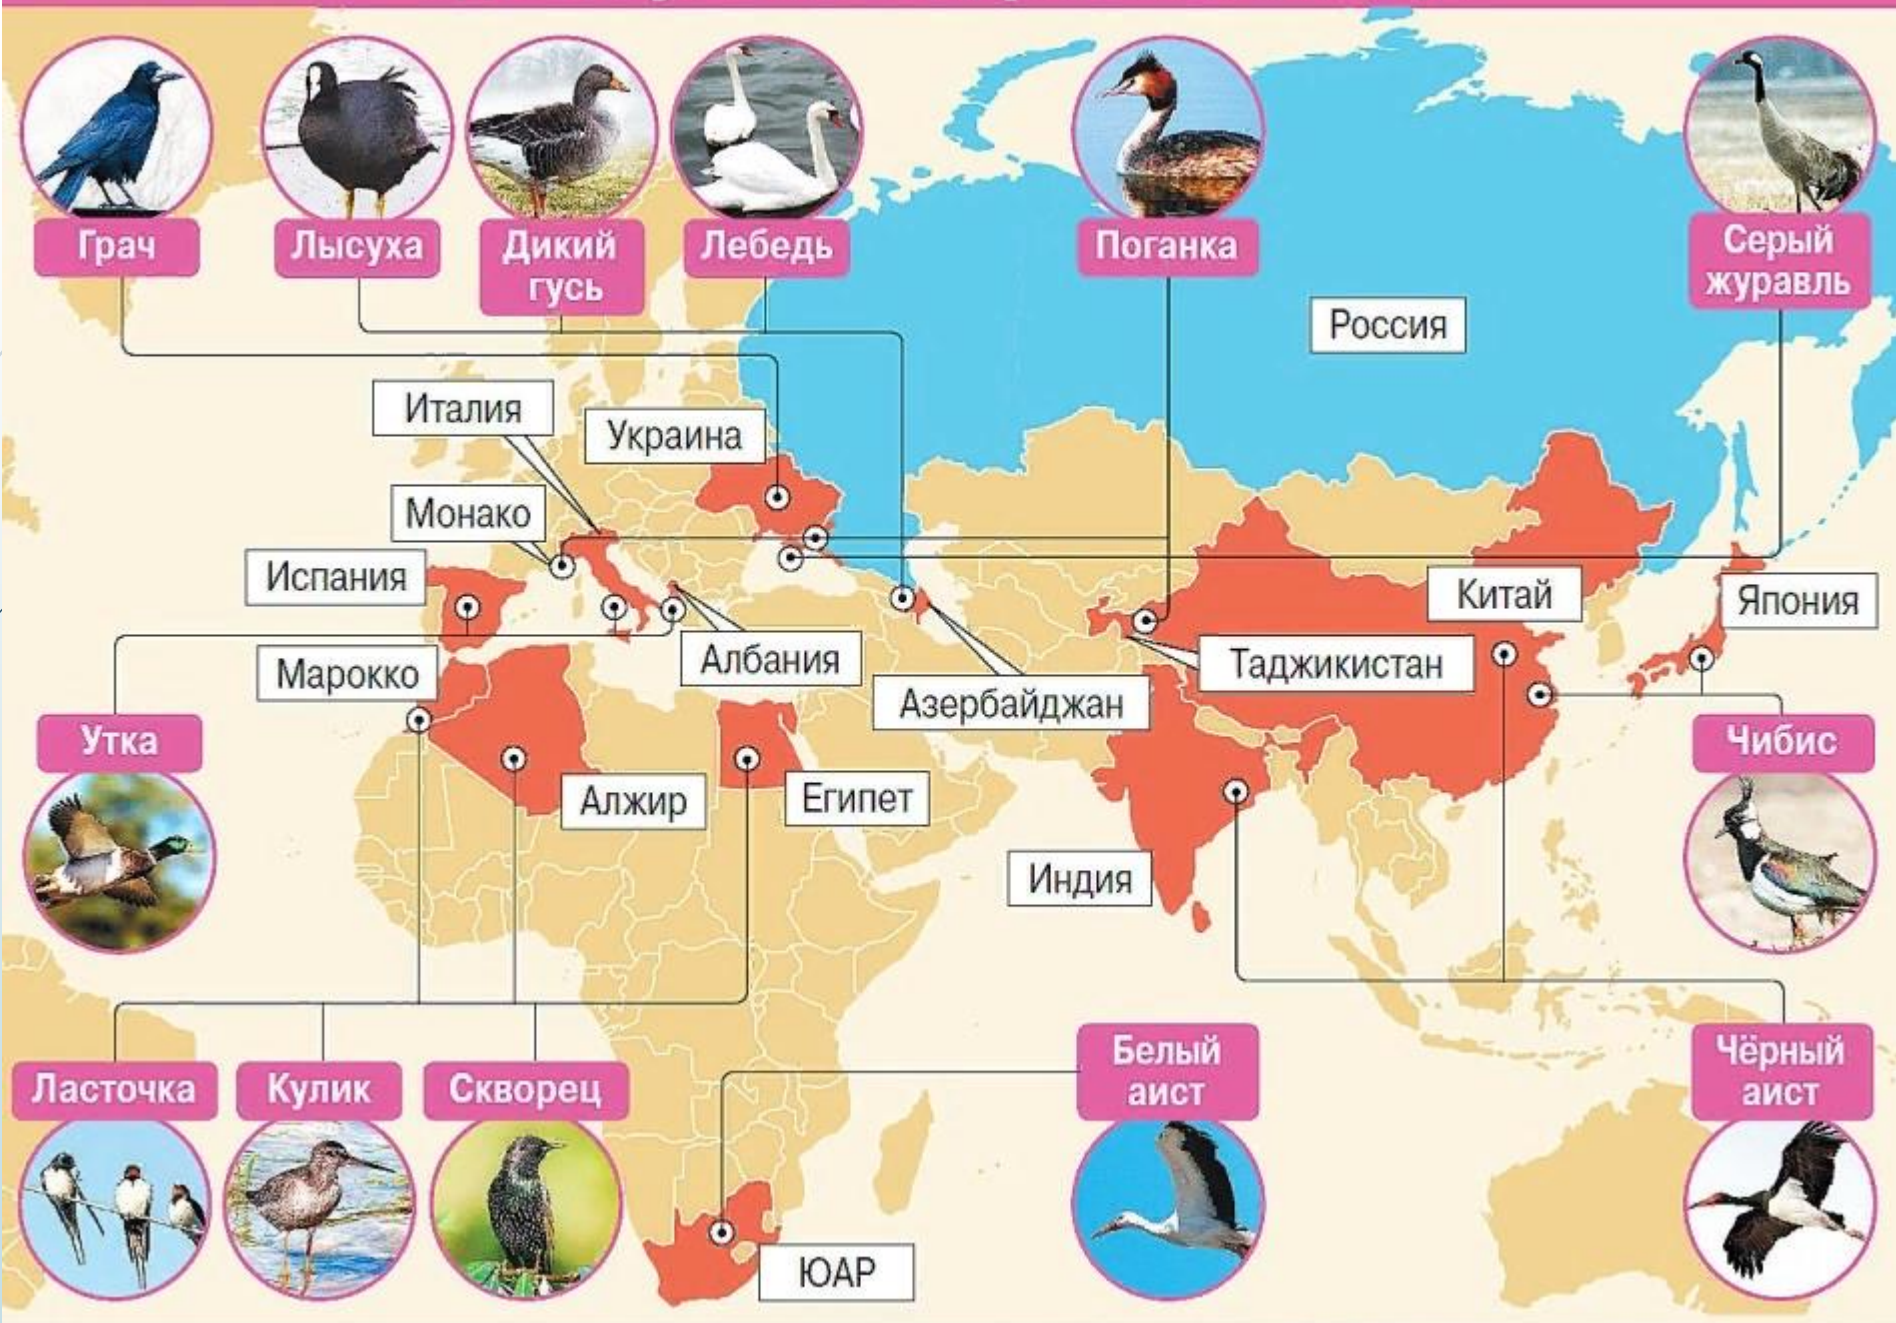 Грач
Лысуха
Дикий
гусь
Лебедь
Поганка
Серый
журавль
Россия
Италия
Украина
Монако
Испания
Китай
Япония
Албания
Таджикистан
Марокко
Азербайджан
Утка
Чибис
Алжир
Египет
Индия
Белый
аист
Чёрный
аист
Ласточка
Кулик
Скворец
ЮАР